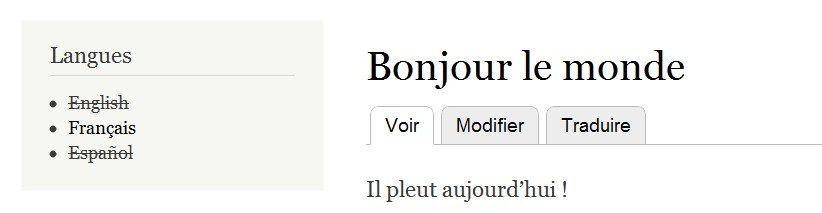 Langues
English
Français
Español
Bonjour le monde
Voir Modifier Traduire
Il pleut aujourd’hui !